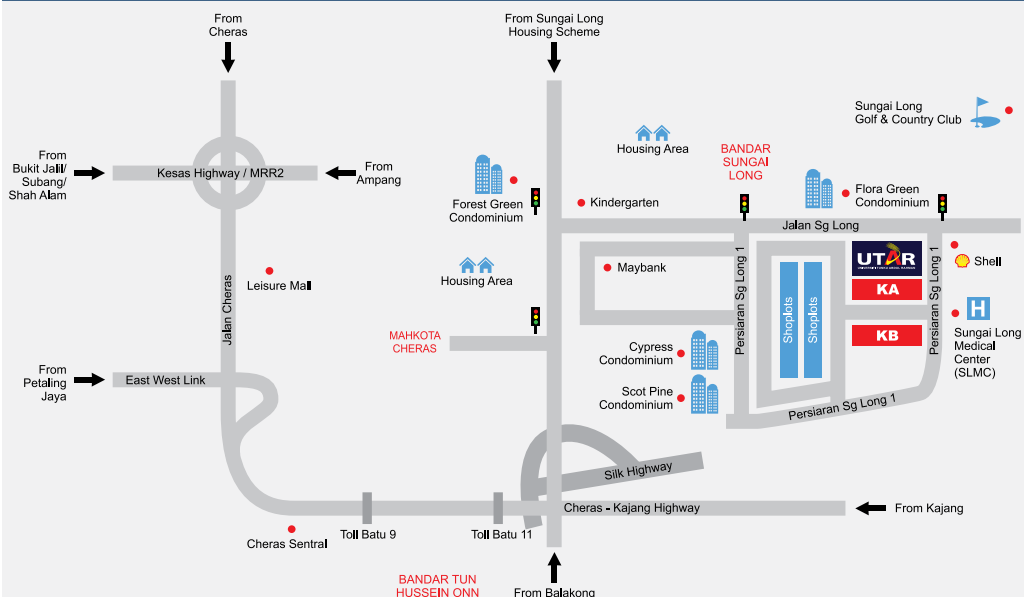 From
Cheras
From Sungai Long
Housing Scheme
Sungai Long
Golf & Country Club
Housing Area
BANDAR
SUNGAI
LONG
From
Bukit Jalil/
Subang/
Shah Alam
Kesas Highway / MRR2
From
Ampang
Forest Green
Condominium
Kindergarten
Flora Green
Condominium
Jalan Sg Long
Leisure Mall
Housing Area
Maybank
Persiaran Sg Long 1
Shoplots
Shoplots
UTAR
KA
KB
Persiaran Sg Long 1
Shell
H
Sungai Long
Medical
Center
(SLMC)
Jalan Cheras
MAHKOTA
CHERAS
Cypress
Condominium
From
Petaling
Jaya
East West Link
Scot Pine
Condominium
Persiaran Sg Long 1
Silk Highway
Cheras - Kajang Highway
From Kajang
Toll Batu 9
Toll Batu 11
Cheras Sentral
BANDAR TUN
HUSSEIN ONN
From Balakong